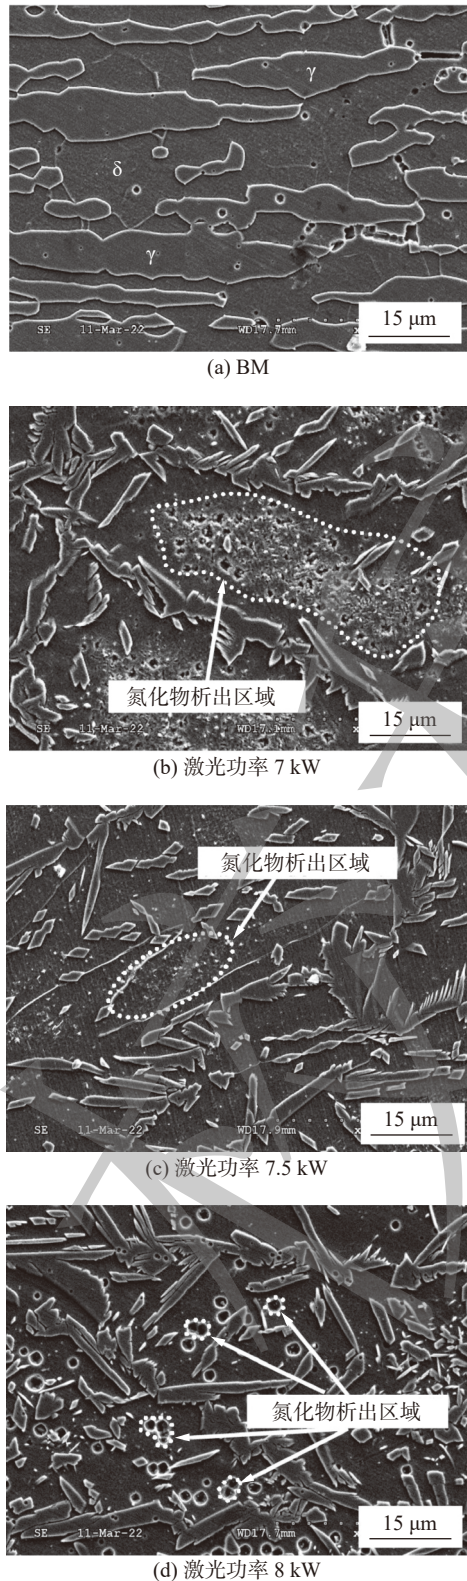 γ
δ
γ
15 μm
SE 11-Mar-22 WD17.7mm x
(a) BM
氮化物析出区域
15 μm
SE 11-Mar-22 WD17.1mm x
(b) 激光功率 7 kW
氮化物析出区域
15 μm
SE 11-Mar-22 WD17.9mm x
(c) 激光功率 7.5 kW
氮化物析出区域
15 μm
SE 11-Mar-22 WD17.7mm x
(d) 激光功率 8 kW